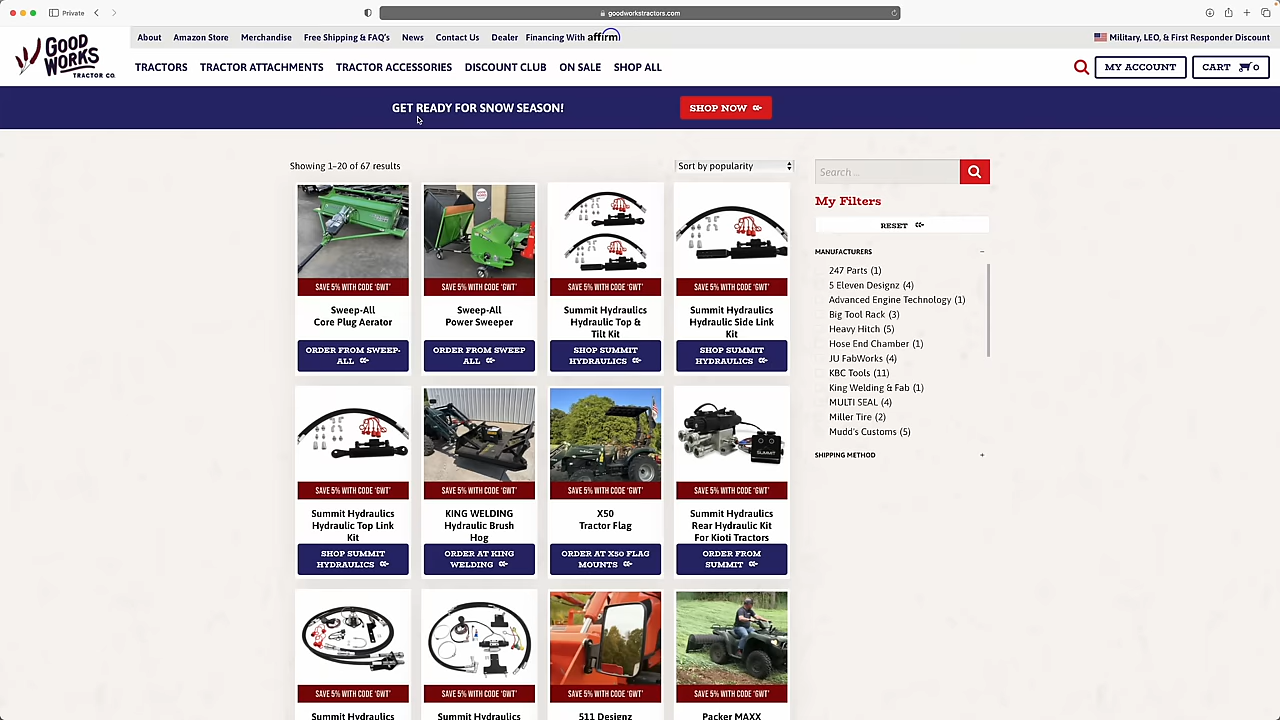 Private
goodworkstractors.com
GOOD
WORKS
TRACTOR CO.
About Amazon Store Merchandise Free Shipping & FAQ's News Contact Us Dealer Financing With affirm
Military, LEO, & First Responder Discount
TRACTORS TRACTOR ATTACHMENTS TRACTOR ACCESSORIES DISCOUNT CLUB ON SALE SHOP ALL
MY ACCOUNT
CART 0
GET READY FOR SNOW SEASON!
SHOP NOW
Showing 1–20 of 67 results
Sort by popularity
Search ...
My Filters
RESET
MANUFACTURERS
247 Parts (1)
5 Eleven Designz (4)
Advanced Engine Technology (1)
Big Tool Rack (3)
Heavy Hitch (5)
Hose End Chamber (1)
JU FabWorks (4)
KBC Tools (11)
King Welding & Fab (1)
MULTI SEAL (4)
Miller Tire (2)
Mudd's Customs (5)
SHIPPING METHOD
SAVE 5% WITH CODE 'GWT'
Sweep-All
Core Plug Aerator
ORDER FROM SWEEP-
ALL
SAVE 5% WITH CODE 'GWT'
Sweep-All
Power Sweeper
ORDER FROM SWEEP
ALL
SAVE 5% WITH CODE 'GWT'
Summit Hydraulics
Hydraulic Top &
Tilt Kit
SHOP SUMMIT
HYDRAULICS
SAVE 5% WITH CODE 'GWT'
Summit Hydraulics
Hydraulic Side Link
Kit
SHOP SUMMIT
HYDRAULICS
SAVE 5% WITH CODE 'GWT'
Summit Hydraulics
Hydraulic Top Link
Kit
SHOP SUMMIT
HYDRAULICS
SAVE 5% WITH CODE 'GWT'
KING WELDING
Hydraulic Brush
Hog
ORDER AT KING
WELDING
SAVE 5% WITH CODE 'GWT'
X50
Tractor Flag
ORDER AT X50 FLAG
MOUNTS
SUMMIT
SAVE 5% WITH CODE 'GWT'
Summit Hydraulics
Rear Hydraulic Kit
For Kioti Tractors
ORDER FROM
SUMMIT
SAVE 5% WITH CODE 'GWT'
Summit Hydraulics
SAVE 5% WITH CODE 'GWT'
Summit Hydraulics
SAVE 5% WITH CODE 'GWT'
511 Designz
SAVE 5% WITH CODE 'GWT'
Packer MAXX